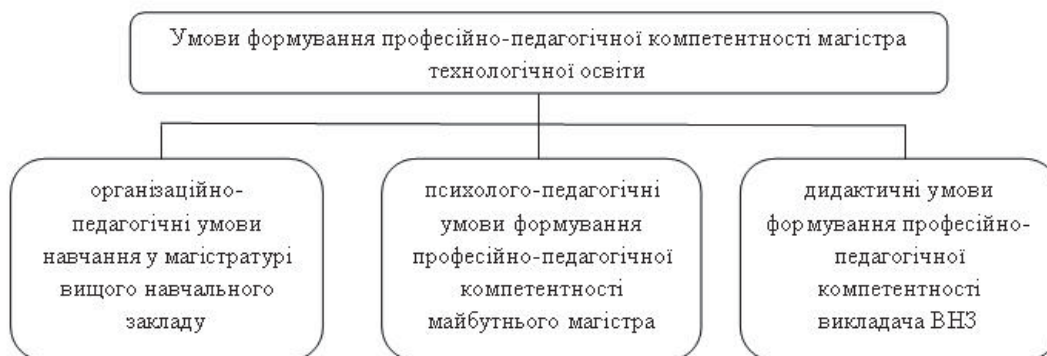 Умови формування професійно-педагогічної компетентності магістра
технологічної освіти
організаційно-
педагогічні умови
навчання у магістратурі
вищого навчального
закладу
психолого-педагогічні
умови формування
професійно-педагогічної
компетентності
майбутнього магістра
дидактичні умови
формування професійно-
педагогічної
компетентності
викладача ВНЗ